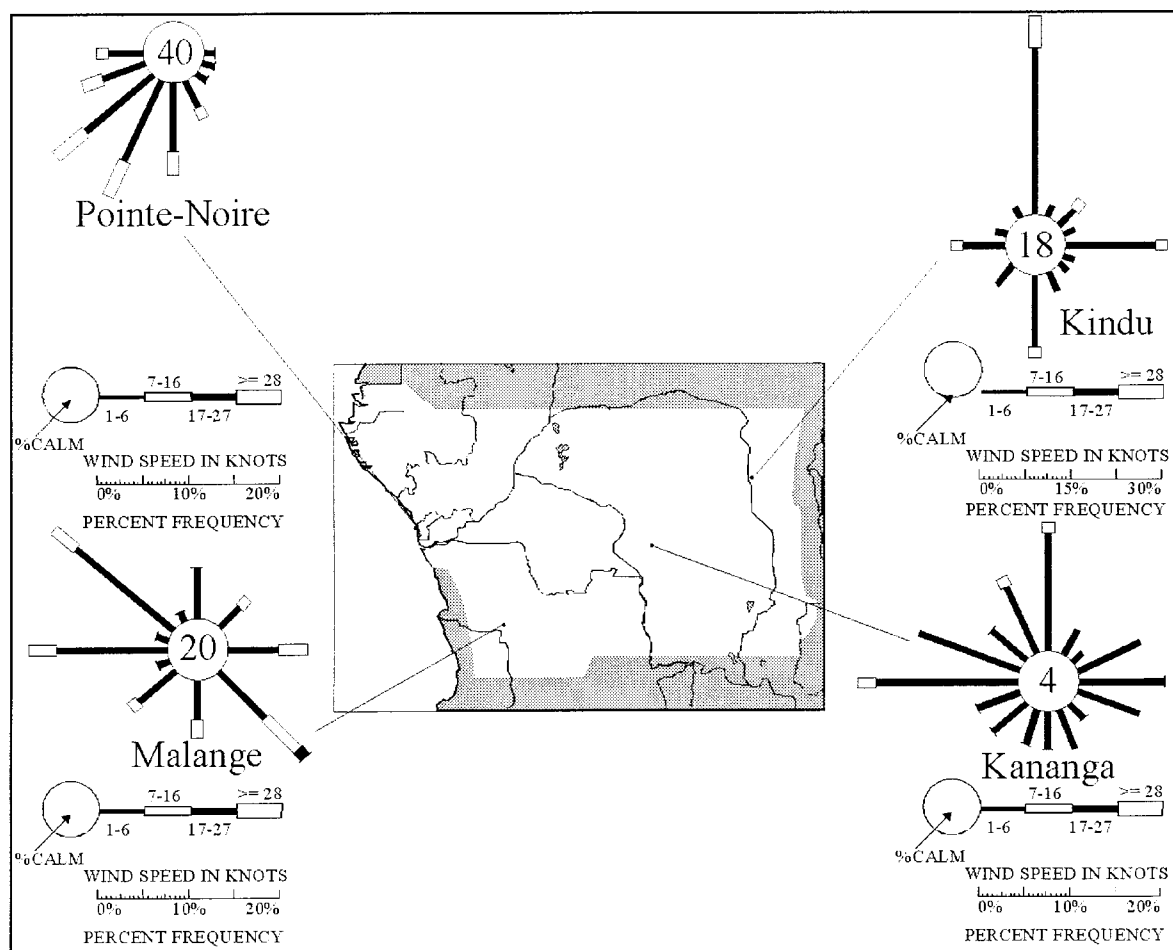 40
Pointe-Noire
18
Kindu
7-16 >= 28
1-6 17-27
%CALM
WIND SPEED IN KNOTS
0% 10% 20%
PERCENT FREQUENCY
7-16 >= 28
1-6 17-27
%CALM
WIND SPEED IN KNOTS
0% 15% 30%
PERCENT FREQUENCY
20
Malange
4
Kananga
7-16 >= 28
1-6 17-27
%CALM
WIND SPEED IN KNOTS
0% 10% 20%
PERCENT FREQUENCY
7-16 >= 28
1-6 17-27
%CALM
WIND SPEED IN KNOTS
0% 10% 20%
PERCENT FREQUENCY